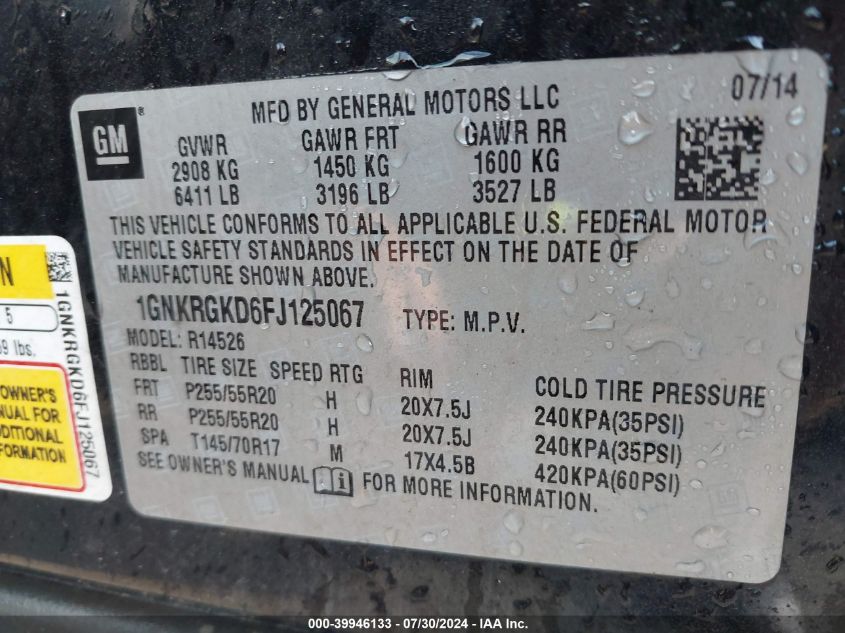 GM ®
MFD BY GENERAL MOTORS LLC
07/14
GVWR GAWR FRT GAWR RR
2908 KG 1450 KG 1600 KG
6411 LB 3196 LB 3527 LB
THIS VEHICLE CONFORMS TO ALL APPLICABLE U.S. FEDERAL MOTOR
VEHICLE SAFETY STANDARDS IN EFFECT ON THE DATE OF
MANUFACTURE SHOWN ABOVE.
1GNKRGKD6FJ125067 TYPE: M.P.V.
MODEL: R14526
RBBL TIRE SIZE SPEED RTG RIM COLD TIRE PRESSURE
FRT P255/55R20 H 20X7.5J 240KPA(35PSI)
RR P255/55R20 H 20X7.5J 240KPA(35PSI)
SPA T145/70R17 M 17X4.5B 420KPA(60PSI)
SEE OWNER'S MANUAL i FOR MORE INFORMATION.
N
5
9 lbs.
OWNER'S
NUAL FOR
DDITIONAL
ORMATION
1GNKRGKD6FJ125067
000-39946133 - 07/30/2024 - IAA Inc.